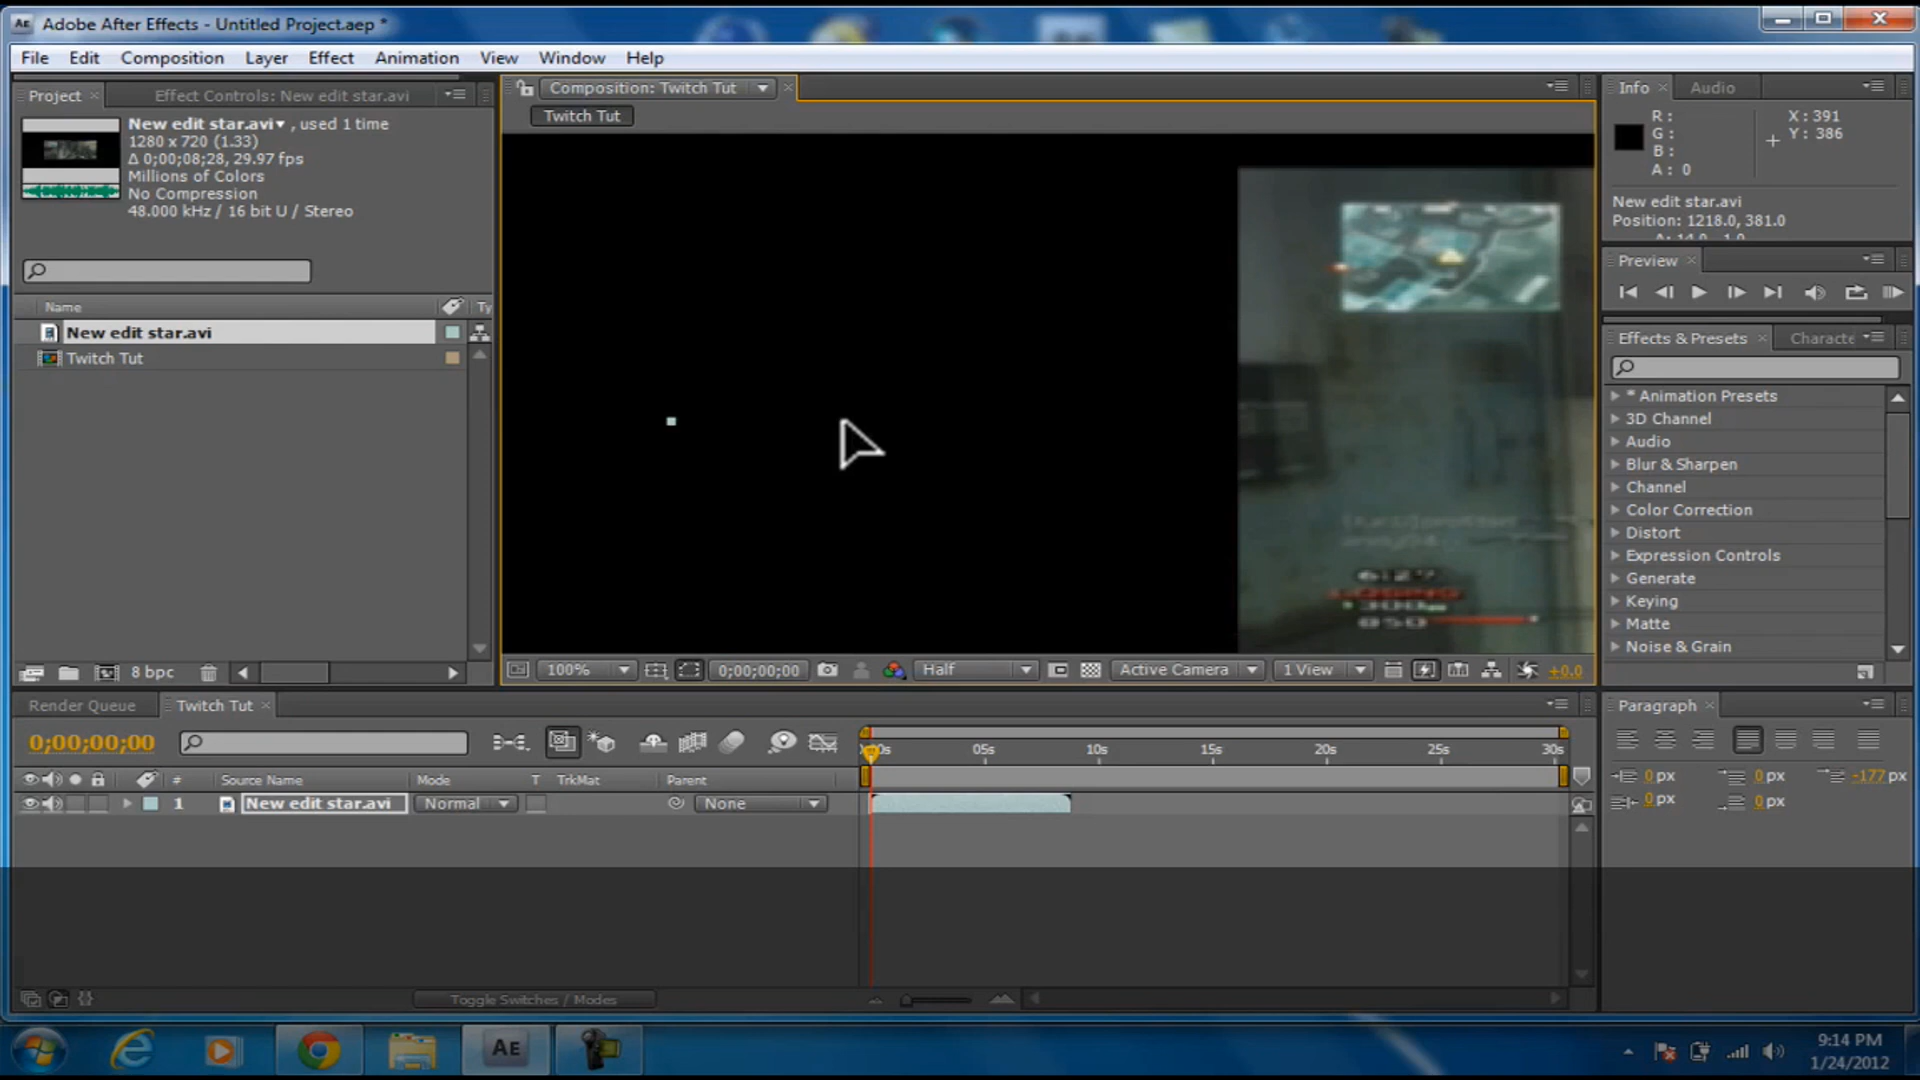 Adobe After Effects - Untitled Project.aep *
File Edit Composition Layer Effect Animation View Window Help
Project Effect Controls: New edit star.avi
New edit star.avi , used 1 time
1280 x 720 (1.33)
Δ 0;00;08;28, 29.97 fps
Millions of Colors
No Compression
48.000 kHz / 16 bit U / Stereo
Name Ty
New edit star.avi
Twitch Tut
8 bpc
Composition: Twitch Tut
Twitch Tut
100% 0;00;00;00 Half Active Camera 1 View +0.0
Info Audio
R : X : 391
G : Y : 386
B :
A : 0
New edit star.avi
Position: 1218.0, 381.0
Preview
Effects & Presets Characte
* Animation Presets
3D Channel
Audio
Blur & Sharpen
Channel
Color Correction
Distort
Expression Controls
Generate
Keying
Matte
Noise & Grain
Render Queue Twitch Tut
0;00;00;00
05s 10s 15s 20s 25s 30s
# Source Name Mode T TrkMat Parent
1 New edit star.avi Normal None
Toggle Switches / Modes
Paragraph
0 px 0 px -177 px
0 px 0 px
AE
9:14 PM
1/24/2012